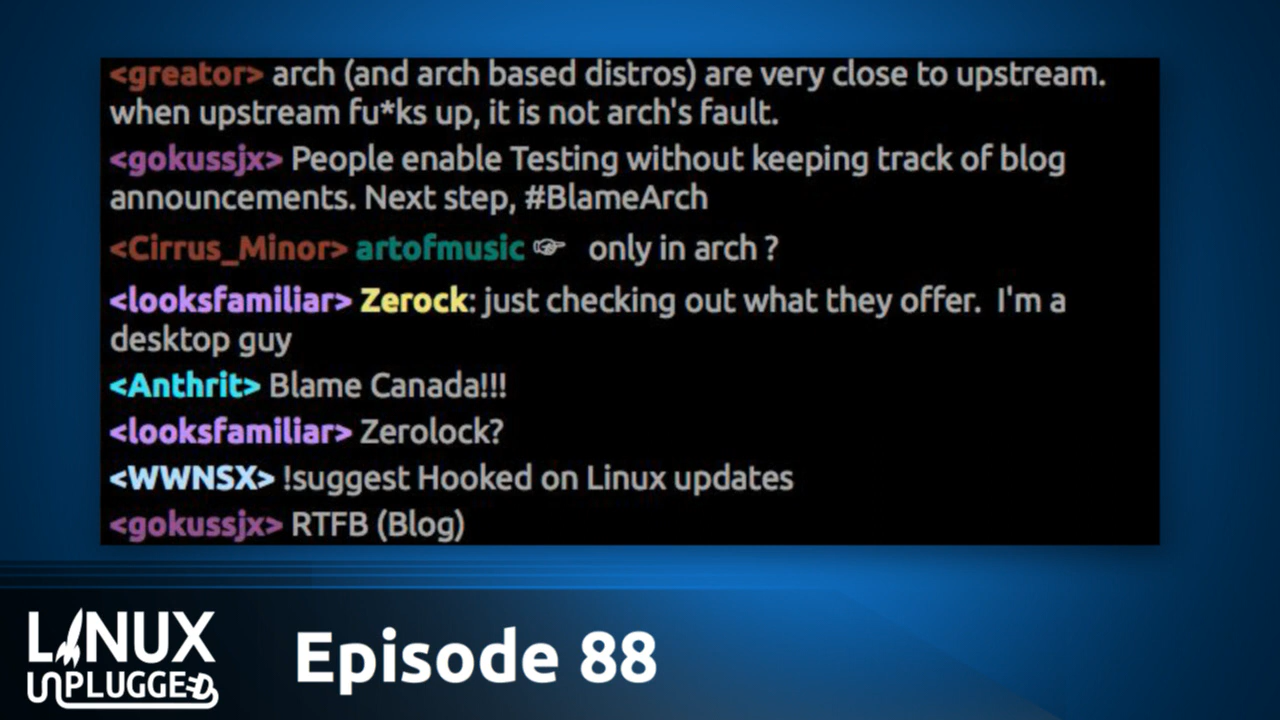 <greator> arch (and arch based distros) are very close to upstream.
when upstream fu*ks up, it is not arch's fault.
<gokussjx> People enable Testing without keeping track of blog
announcements. Next step, #BlameArch
<Cirrus_Minor> artofmusic ☞ only in arch ?
<looksfamiliar> Zerock: just checking out what they offer.  I'm a
desktop guy
<Anthrit> Blame Canada!!!
<looksfamiliar> Zerolock?
<WWNSX> !suggest Hooked on Linux updates
<gokussjx> RTFB (Blog)
LINUX
UNPLUGGED
Episode 88